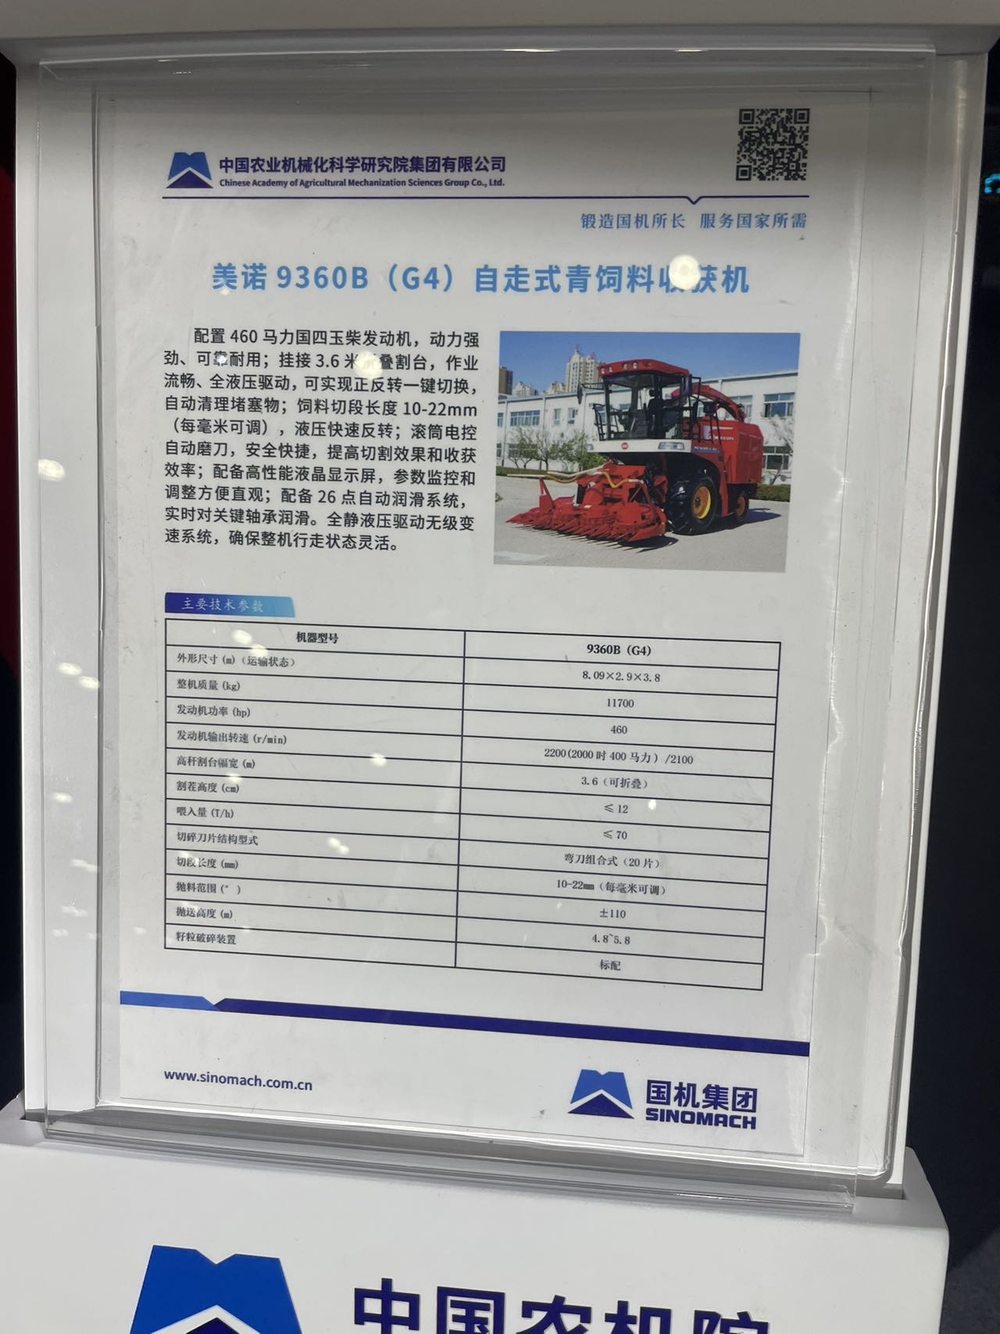 中国农业机械化科学研究院集团有限公司
Chinese Academy of Agricultural Mechanization Sciences Group Co., Ltd.
锻造国机所长 服务国家所需
美诺 9360B（G4）自走式青饲料收获机
配置 460 马力国四玉柴发动机，动力强
劲、可靠耐用；挂接 3.6 米折叠割台，作业
流畅、全液压驱动，可实现正反转一键切换，
自动清理堵塞物；饲料切段长度 10-22mm
（每毫米可调），液压快速反转；滚筒电控
自动磨刀，安全快捷，提高切割效果和收获
效率；配备高性能液晶显示屏，参数监控和
调整方便直观；配备 26 点自动润滑系统，
实时对关键轴承润滑。全静液压驱动无级变
速系统，确保整机行走状态灵活。
主要技术参数
机器型号 9360B（G4）
外形尺寸（m)（运输状态） 8.09×2.9×3.8
整机质量（kg） 11700
发动机功率（hp) 460
发动机输出转速（r/min） 2200(2000 时 400 马力）/2100
高秆割台幅宽（m） 3.6（可折叠）
割茬高度（cm） ≤12
喂入量（T/h） ≤70
切碎刀片结构型式 弯刀组合式（20 片）
切段长度（mm） 10-22mm（每毫米可调）
抛料范围（°） ±110
抛送高度（m） 4.8~5.8
籽粒破碎装置 标配
www.sinomach.com.cn
国机集团
SINOMACH
中国农机院